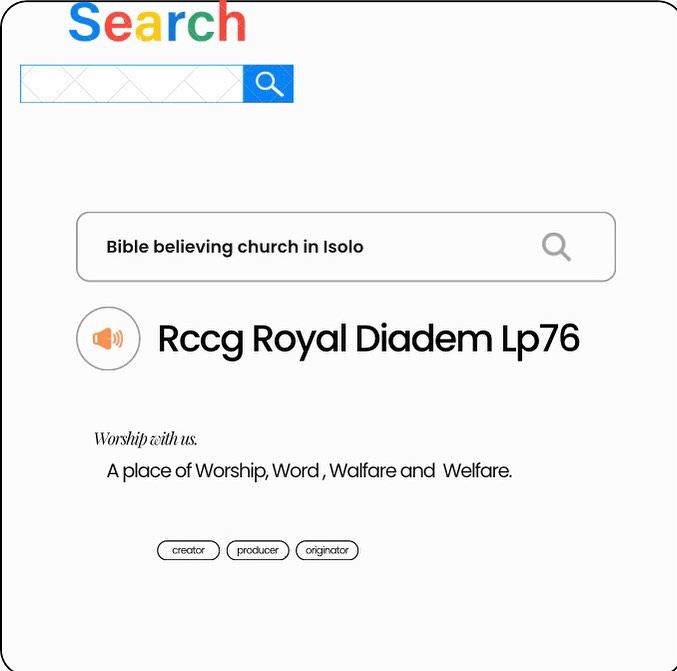 Search
Bible believing church in Isolo
Rccg Royal Diadem Lp76
Worship with us.
A place of Worship, Word , Walfare and Welfare.
creator producer originator